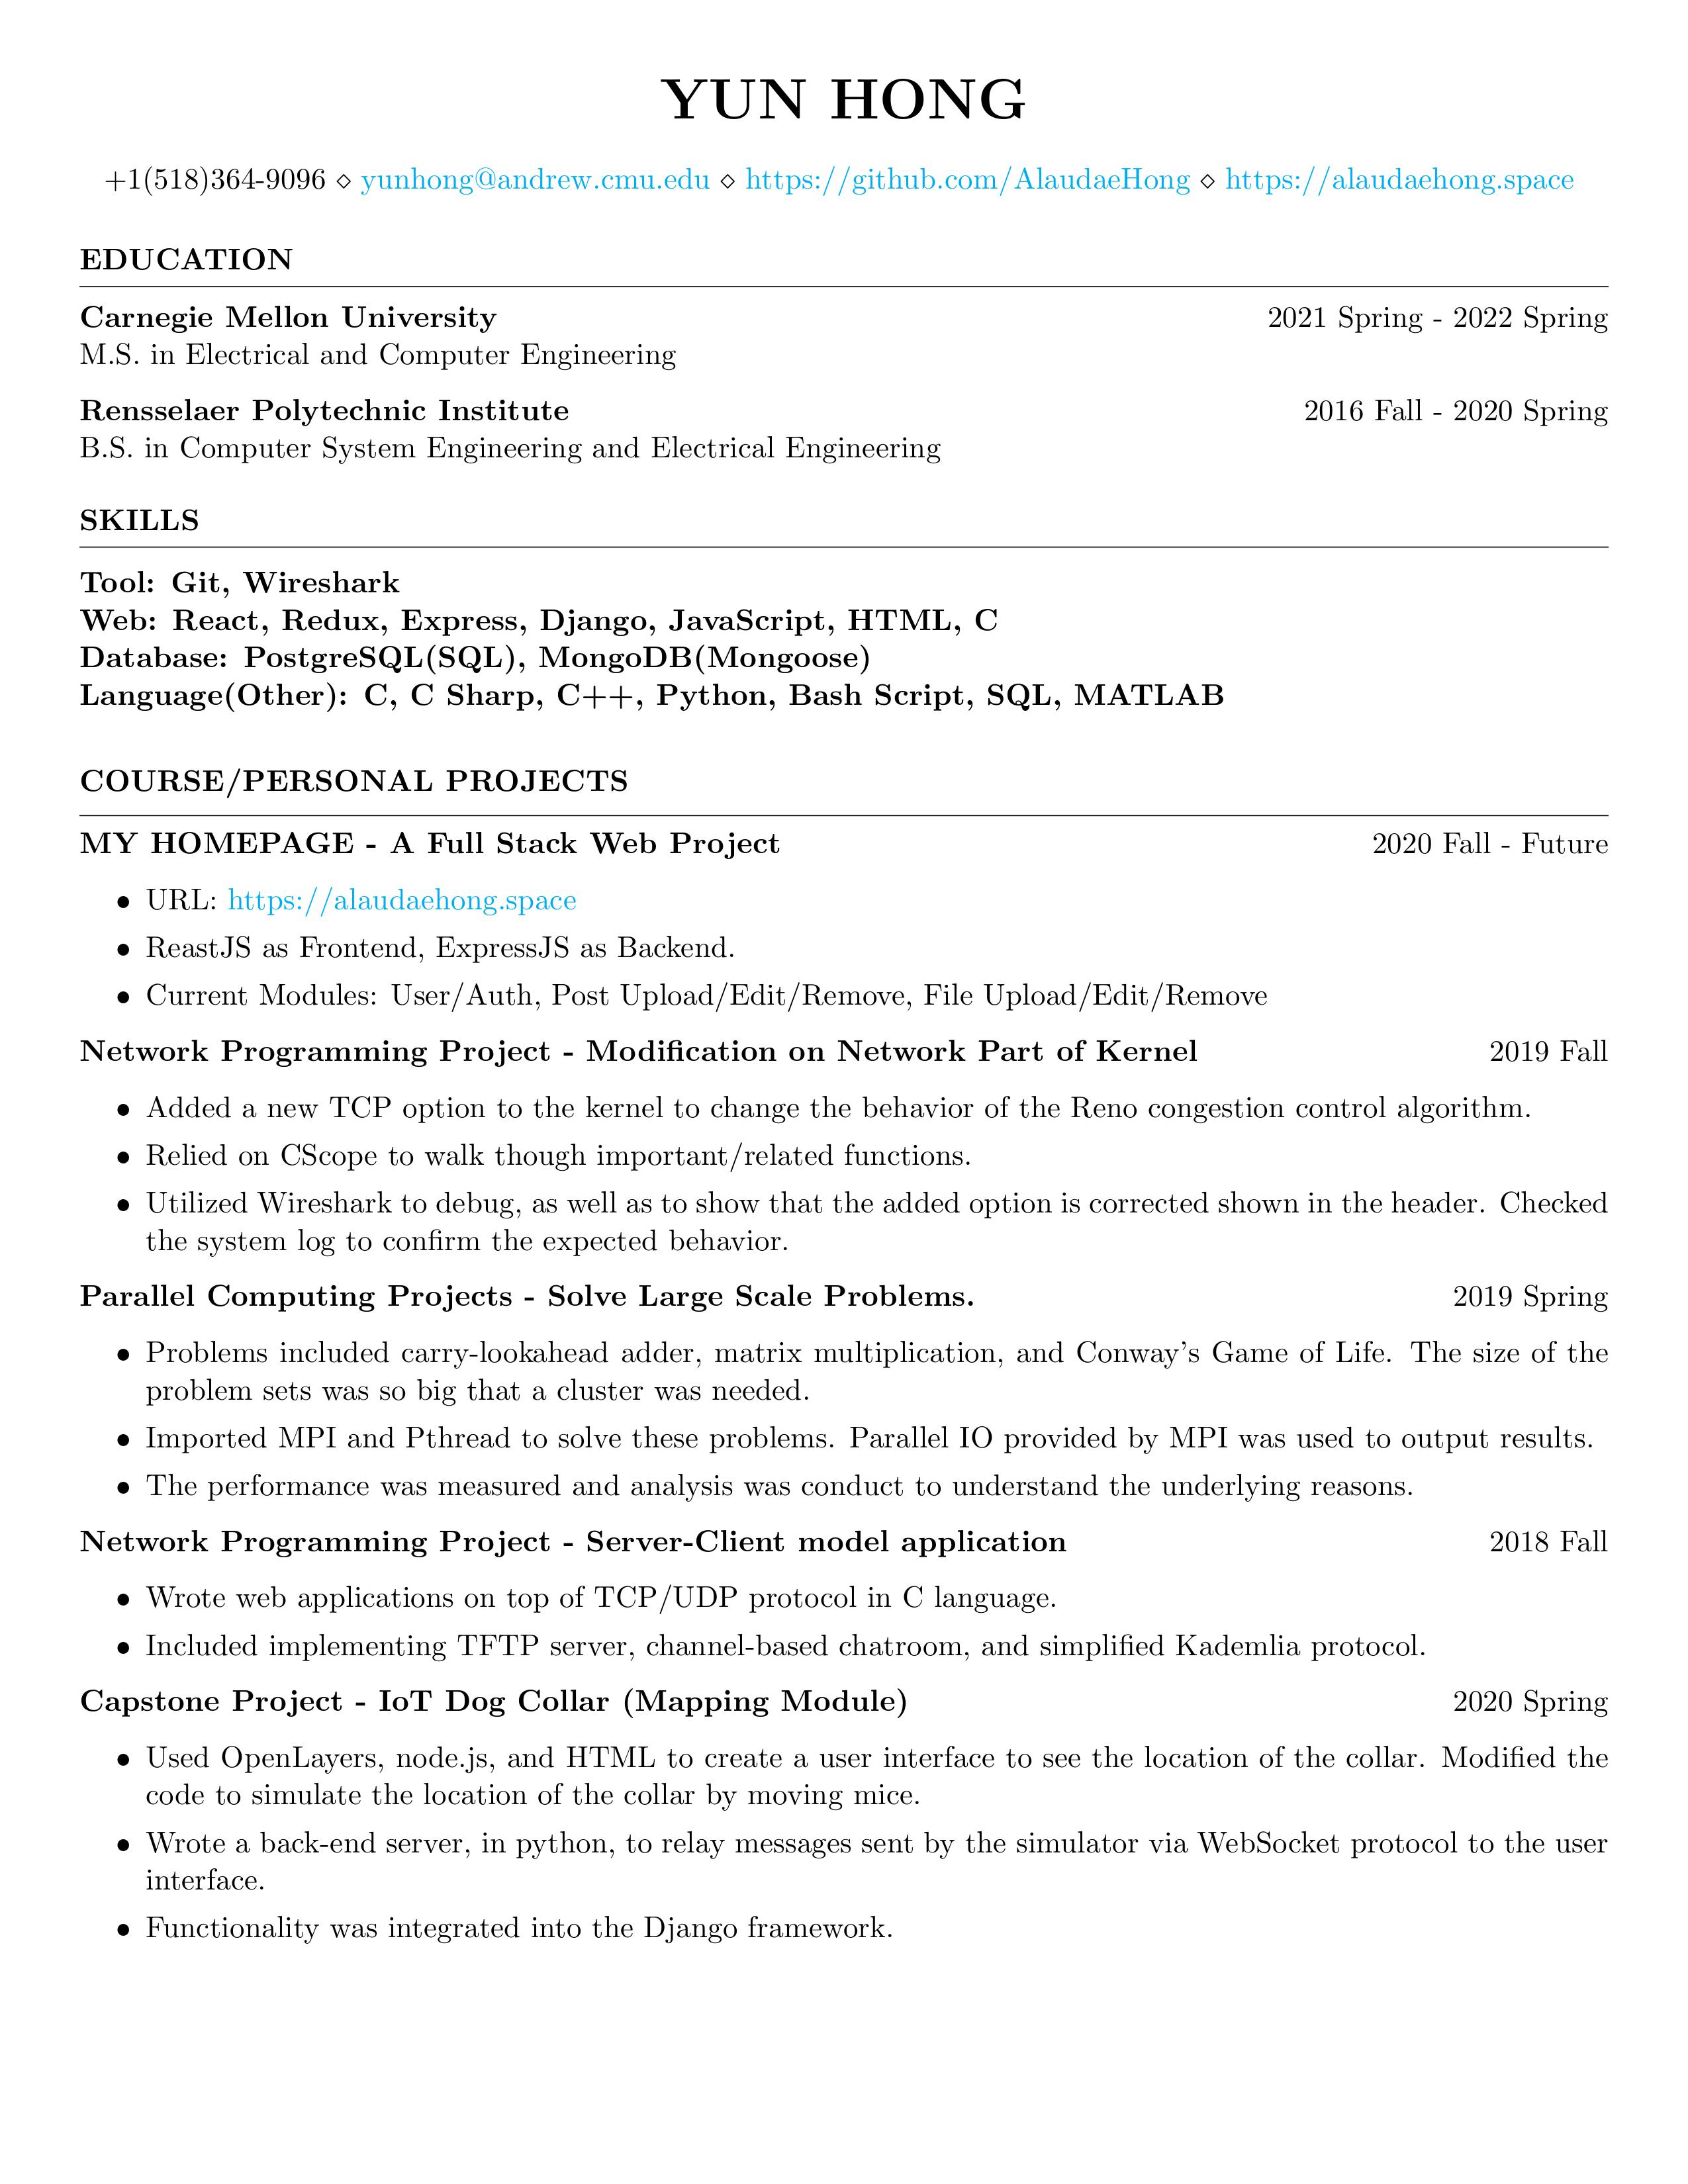 YUN HONG
+1(518)364-9096 ⋄ yunhong@andrew.cmu.edu ⋄ https://github.com/AlaudaeHong ⋄ https://alaudaehong.space
EDUCATION
Carnegie Mellon University 2021 Spring - 2022 Spring
M.S. in Electrical and Computer Engineering
Rensselaer Polytechnic Institute 2016 Fall - 2020 Spring
B.S. in Computer System Engineering and Electrical Engineering
SKILLS
Tool: Git, Wireshark
Web: React, Redux, Express, Django, JavaScript, HTML, C
Database: PostgreSQL(SQL), MongoDB(Mongoose)
Language(Other): C, C Sharp, C++, Python, Bash Script, SQL, MATLAB
COURSE/PERSONAL PROJECTS
MY HOMEPAGE - A Full Stack Web Project 2020 Fall - Future
• URL: https://alaudaehong.space
• ReastJS as Frontend, ExpressJS as Backend.
• Current Modules: User/Auth, Post Upload/Edit/Remove, File Upload/Edit/Remove
Network Programming Project - Modification on Network Part of Kernel 2019 Fall
• Added a new TCP option to the kernel to change the behavior of the Reno congestion control algorithm.
• Relied on CScope to walk though important/related functions.
• Utilized Wireshark to debug, as well as to show that the added option is corrected shown in the header. Checked
the system log to confirm the expected behavior.
Parallel Computing Projects - Solve Large Scale Problems. 2019 Spring
• Problems included carry-lookahead adder, matrix multiplication, and Conway's Game of Life. The size of the
problem sets was so big that a cluster was needed.
• Imported MPI and Pthread to solve these problems. Parallel IO provided by MPI was used to output results.
• The performance was measured and analysis was conduct to understand the underlying reasons.
Network Programming Project - Server-Client model application 2018 Fall
• Wrote web applications on top of TCP/UDP protocol in C language.
• Included implementing TFTP server, channel-based chatroom, and simplified Kademlia protocol.
Capstone Project - IoT Dog Collar (Mapping Module) 2020 Spring
• Used OpenLayers, node.js, and HTML to create a user interface to see the location of the collar. Modified the
code to simulate the location of the collar by moving mice.
• Wrote a back-end server, in python, to relay messages sent by the simulator via WebSocket protocol to the user
interface.
• Functionality was integrated into the Django framework.